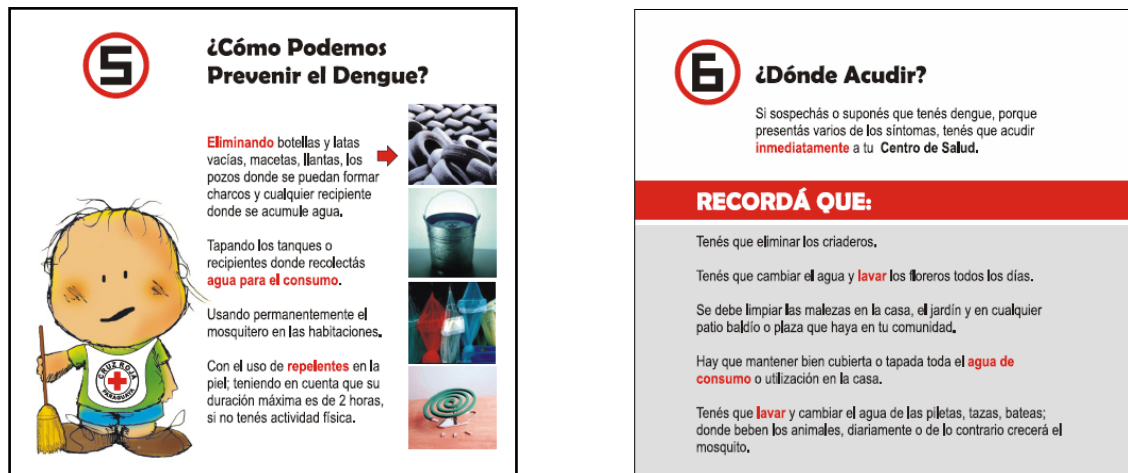 5
¿Cómo Podemos
Prevenir el Dengue?
Eliminando botellas y latas
vacías, macetas, llantas, los
pozos donde se puedan formar
charcos y cualquier recipiente
donde se acumule agua.
Tapando los tanques o
recipientes donde recolectás
agua para el consumo.
Usando permanentemente el
mosquitero en las habitaciones.
Con el uso de repelentes en la
piel; teniendo en cuenta que su
duración máxima es de 2 horas,
si no tenés actividad física.
CRUZ ROJA
PARAGUAYA
6
¿Dónde Acudir?
Si sospechás o suponés que tenés dengue, porque
presentás varios de los síntomas, tenés que acudir
inmediatamente a tu Centro de Salud.
RECORDÁ QUE:
Tenés que eliminar los criaderos.
Tenés que cambiar el agua y lavar los floreros todos los días.
Se debe limpiar las malezas en la casa, el jardín y en cualquier
patio baldío o plaza que haya en tu comunidad.
Hay que mantener bien cubierta o tapada toda el agua de
consumo o utilización en la casa.
Tenés que lavar y cambiar el agua de las piletas, tazas, bateas;
donde beben los animales, diariamente o de lo contrario crecerá el
mosquito.